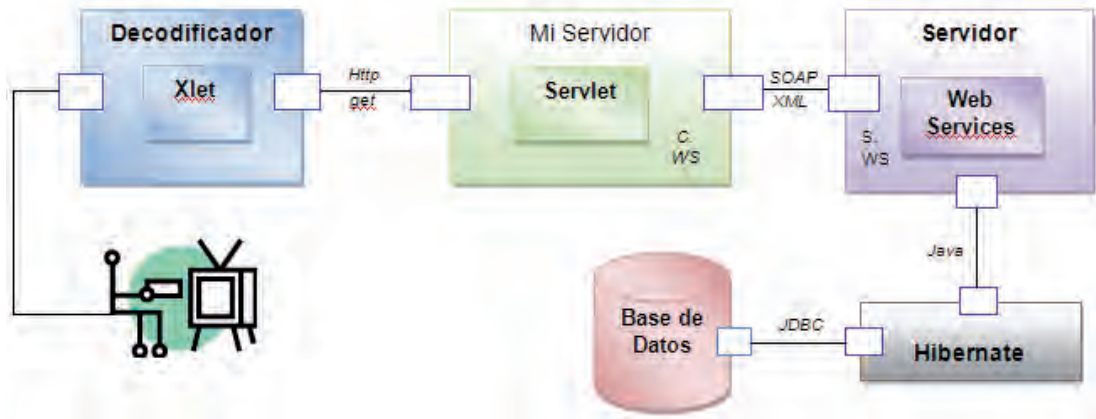 Decodificador
Xlet
Http
get
Mi Servidor
Servlet
C.
WS
SOAP
XML
Servidor
Web
Services
S.
WS
Java
Base de
Datos
JDBC
Hibernate